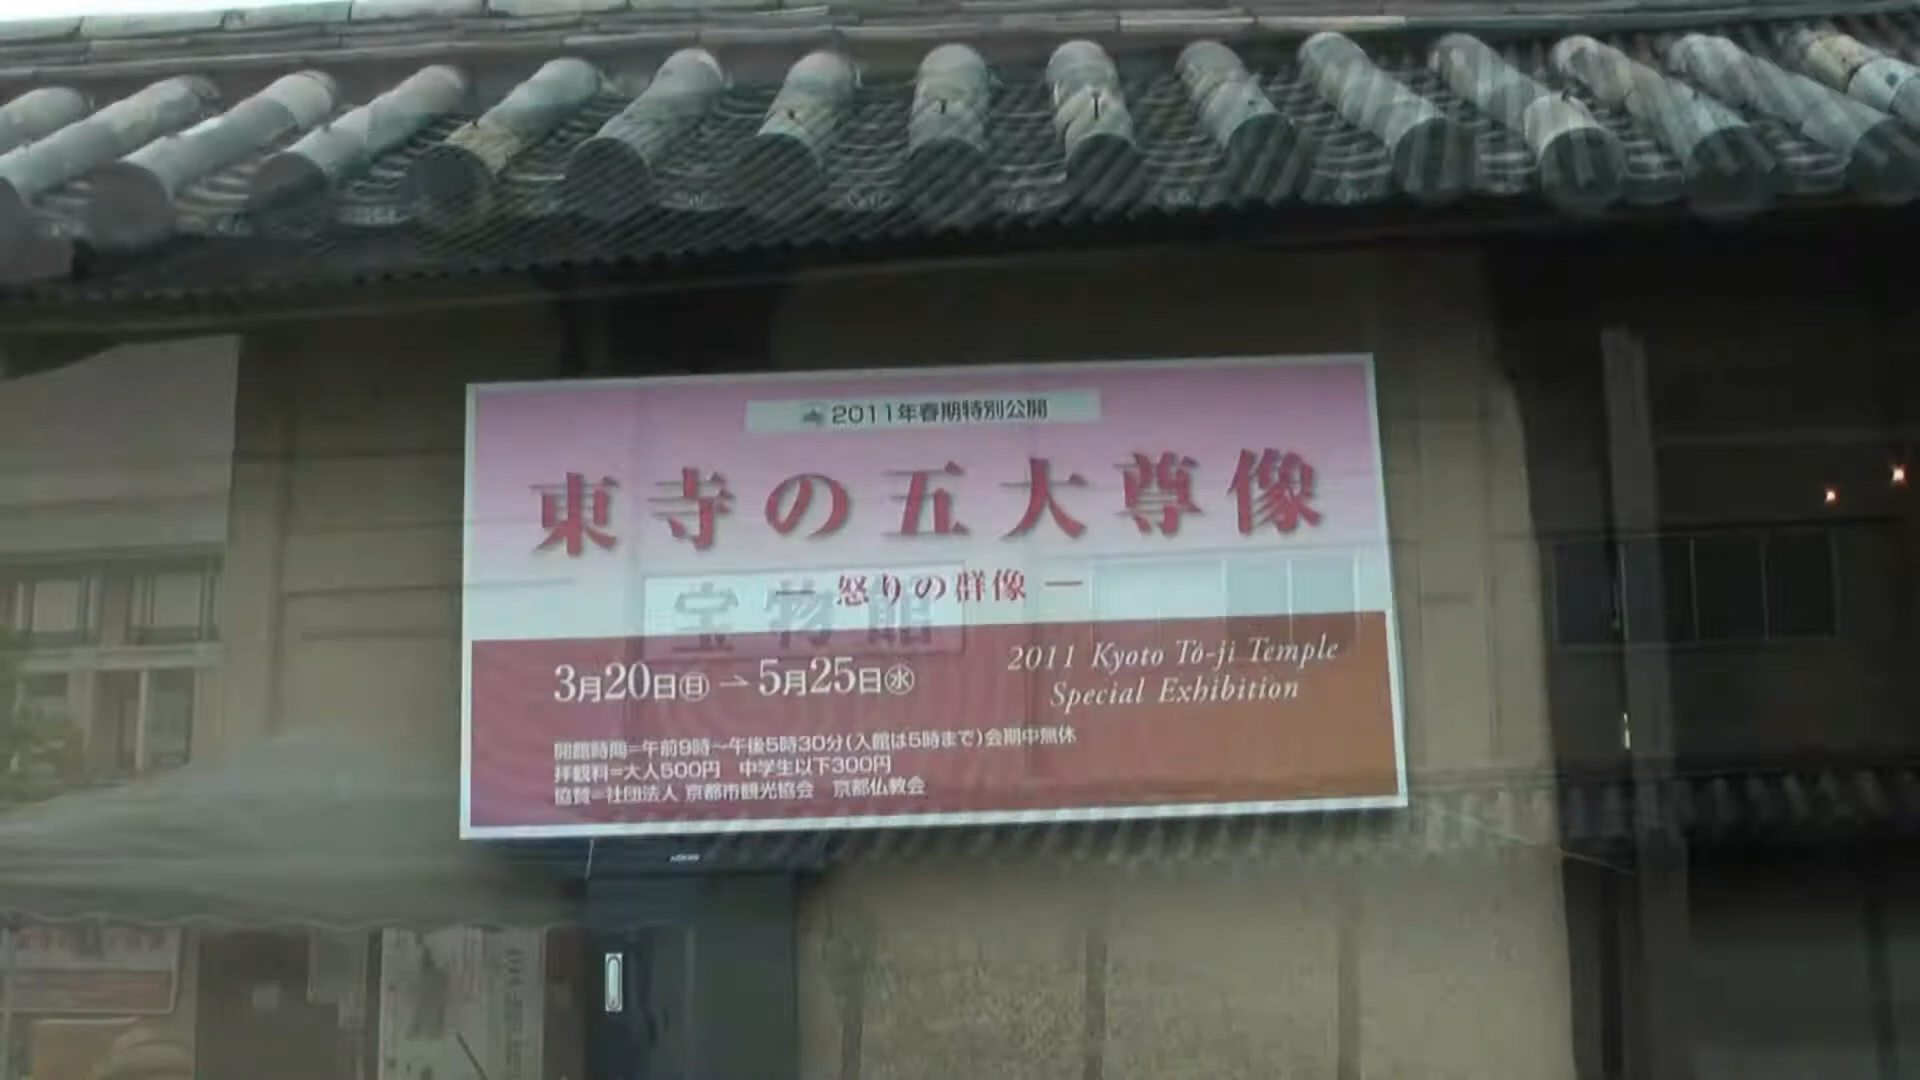 2011年春期特別公開
東寺の五大尊像
― 怒りの群像 ―
宝物館
3月20日㊐→5月25日㊌
2011 Kyoto Tō-ji Temple
Special Exhibition
開館時間=午前9時~午後5時30分(入館は5時まで)会期中無休
拝観料=大人500円 中学生以下300円
協賛=社団法人 京都市観光協会 京都仏教会